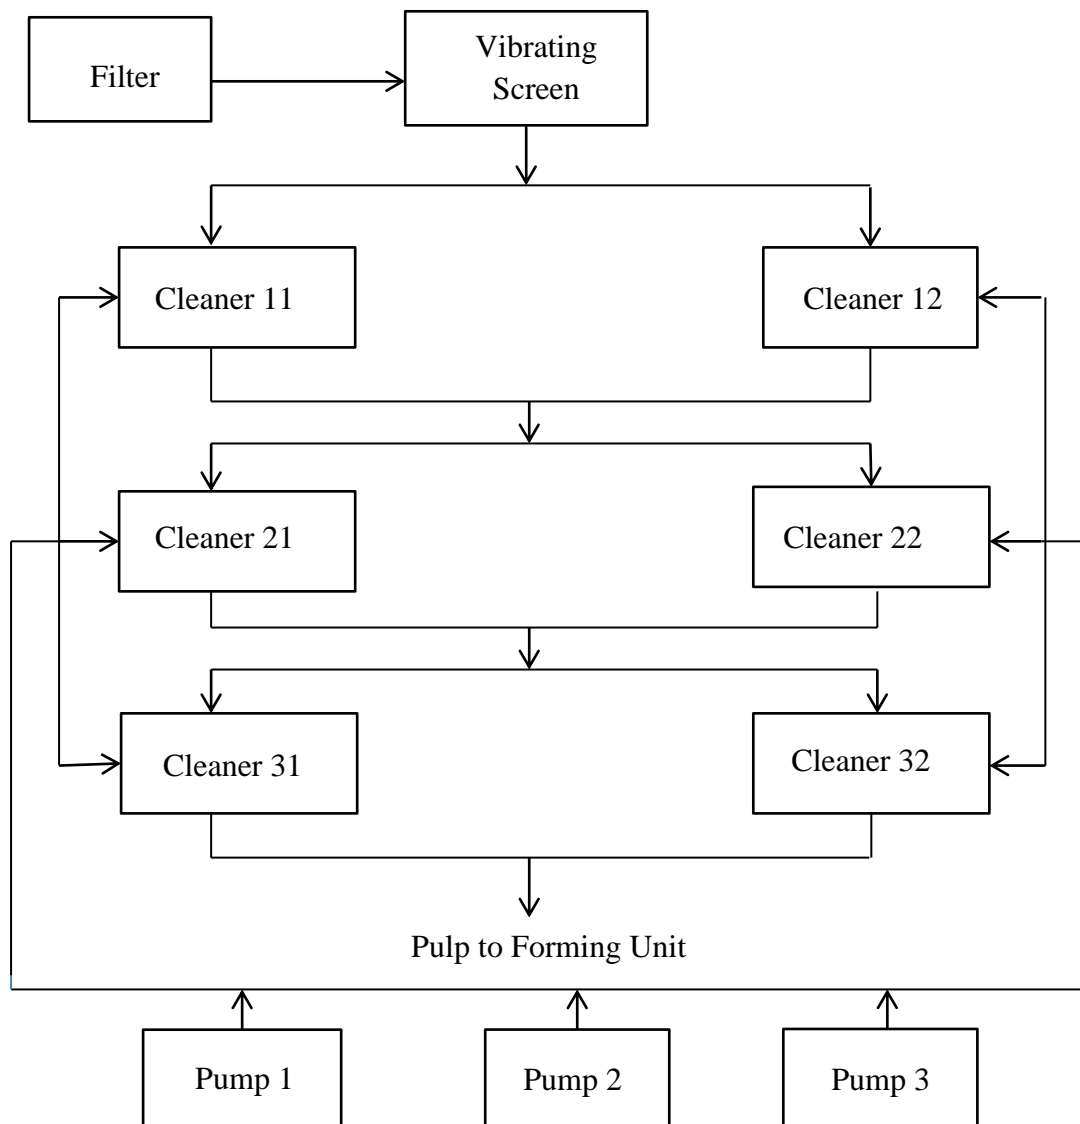 Filter
Vibrating
Screen
Cleaner 11
Cleaner 12
Cleaner 21
Cleaner 22
Cleaner 31
Cleaner 32
Pulp to Forming Unit
Pump 1
Pump 2
Pump 3